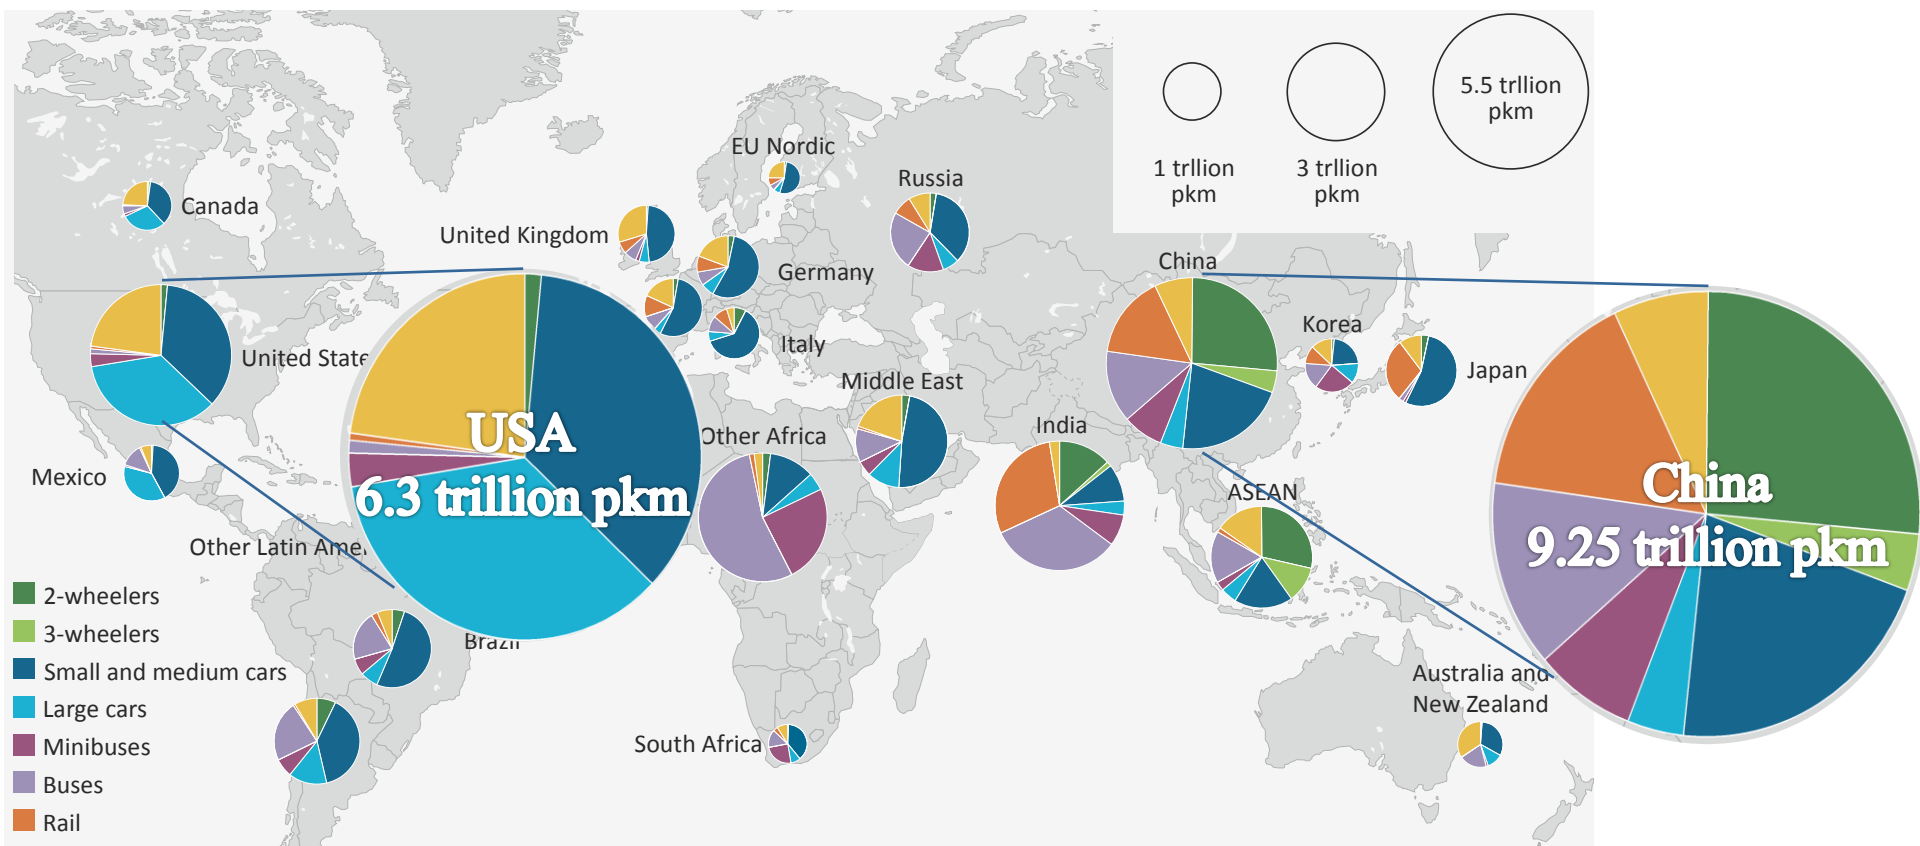 5.5 trllion
pkm
1 trllion
pkm
3 trllion
pkm
EU Nordic
Russia
Canada
United Kingdom
Germany
China
Korea
United State
Italy
Japan
Middle East
USA
Other Africa
India
Mexico
China
6.3 trillion pkm
ASEAN
9.25 trillion pkm
Other Latin Ame
2-wheelers
3-wheelers
Brazil
Small and medium cars
Australia and
New Zealand
Large cars
Minibuses
South Africa
Buses
Rail